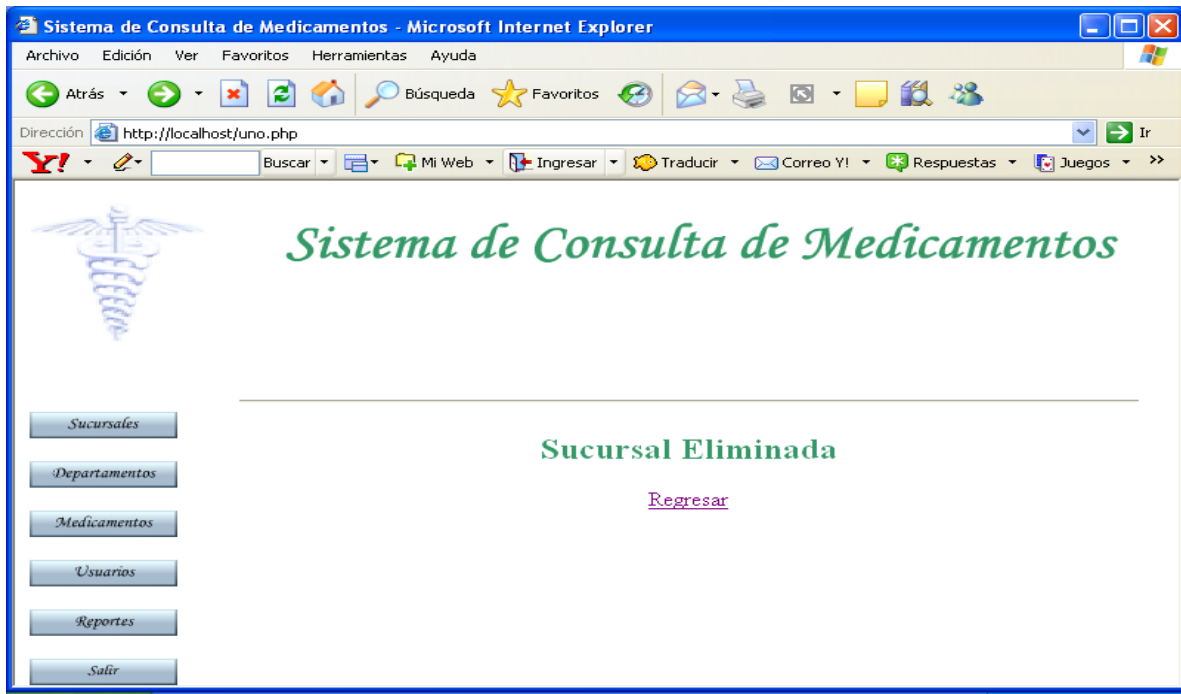 Sistema de Consulta de Medicamentos - Microsoft Internet Explorer
Archivo Edición Ver Favoritos Herramientas Ayuda
Atrás Búsqueda Favoritos
Dirección http://localhost/uno.php Ir
Y! Buscar Mi Web Ingresar Traducir Correo Y! Respuestas Juegos >>
Sistema de Consulta de Medicamentos
Sucursales
Sucursal Eliminada
Departamentos
Regresar
Medicamentos
Usuarios
Reportes
Salir